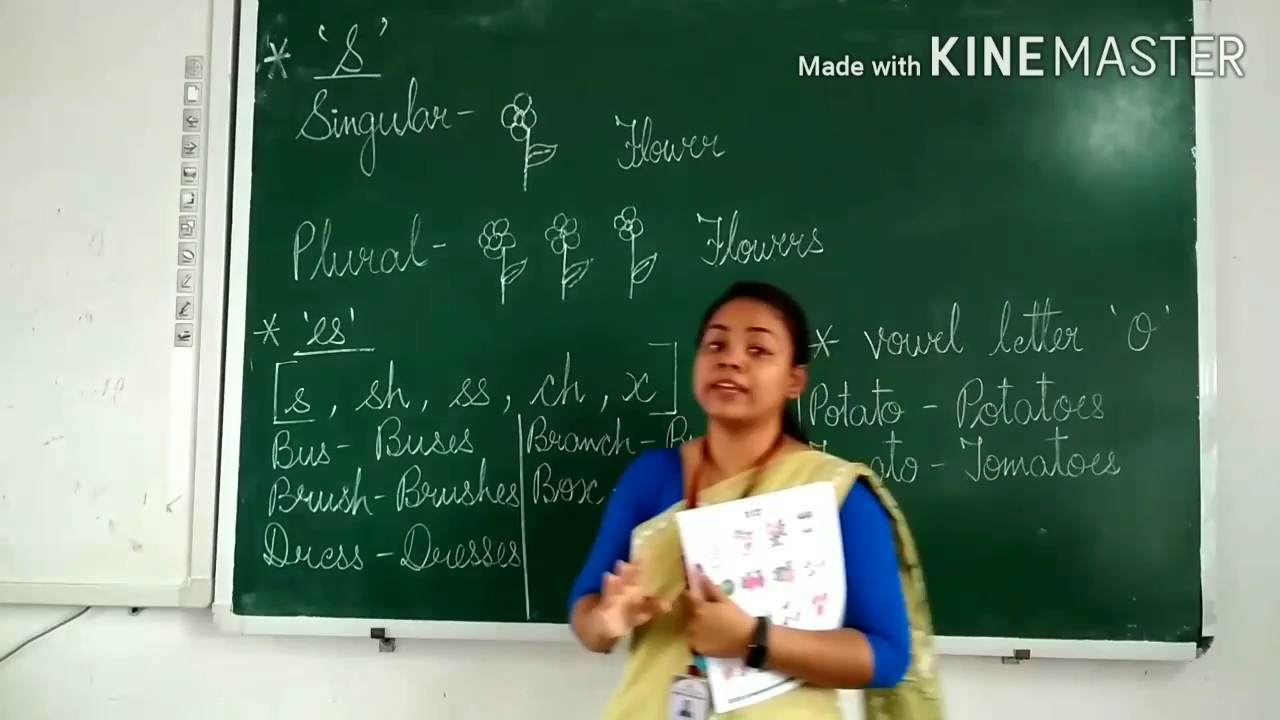 Made with KINEMASTER
* 's'
Singular- Flower
Plural- Flowers
* 'es'
[s, sh, ss, ch, x]
Bus- Buses
Brush- Brushes
Dress - Dresses
Branch -
Box
* vowel letter 'O'
Potato - Potatoes
- Tomatoes